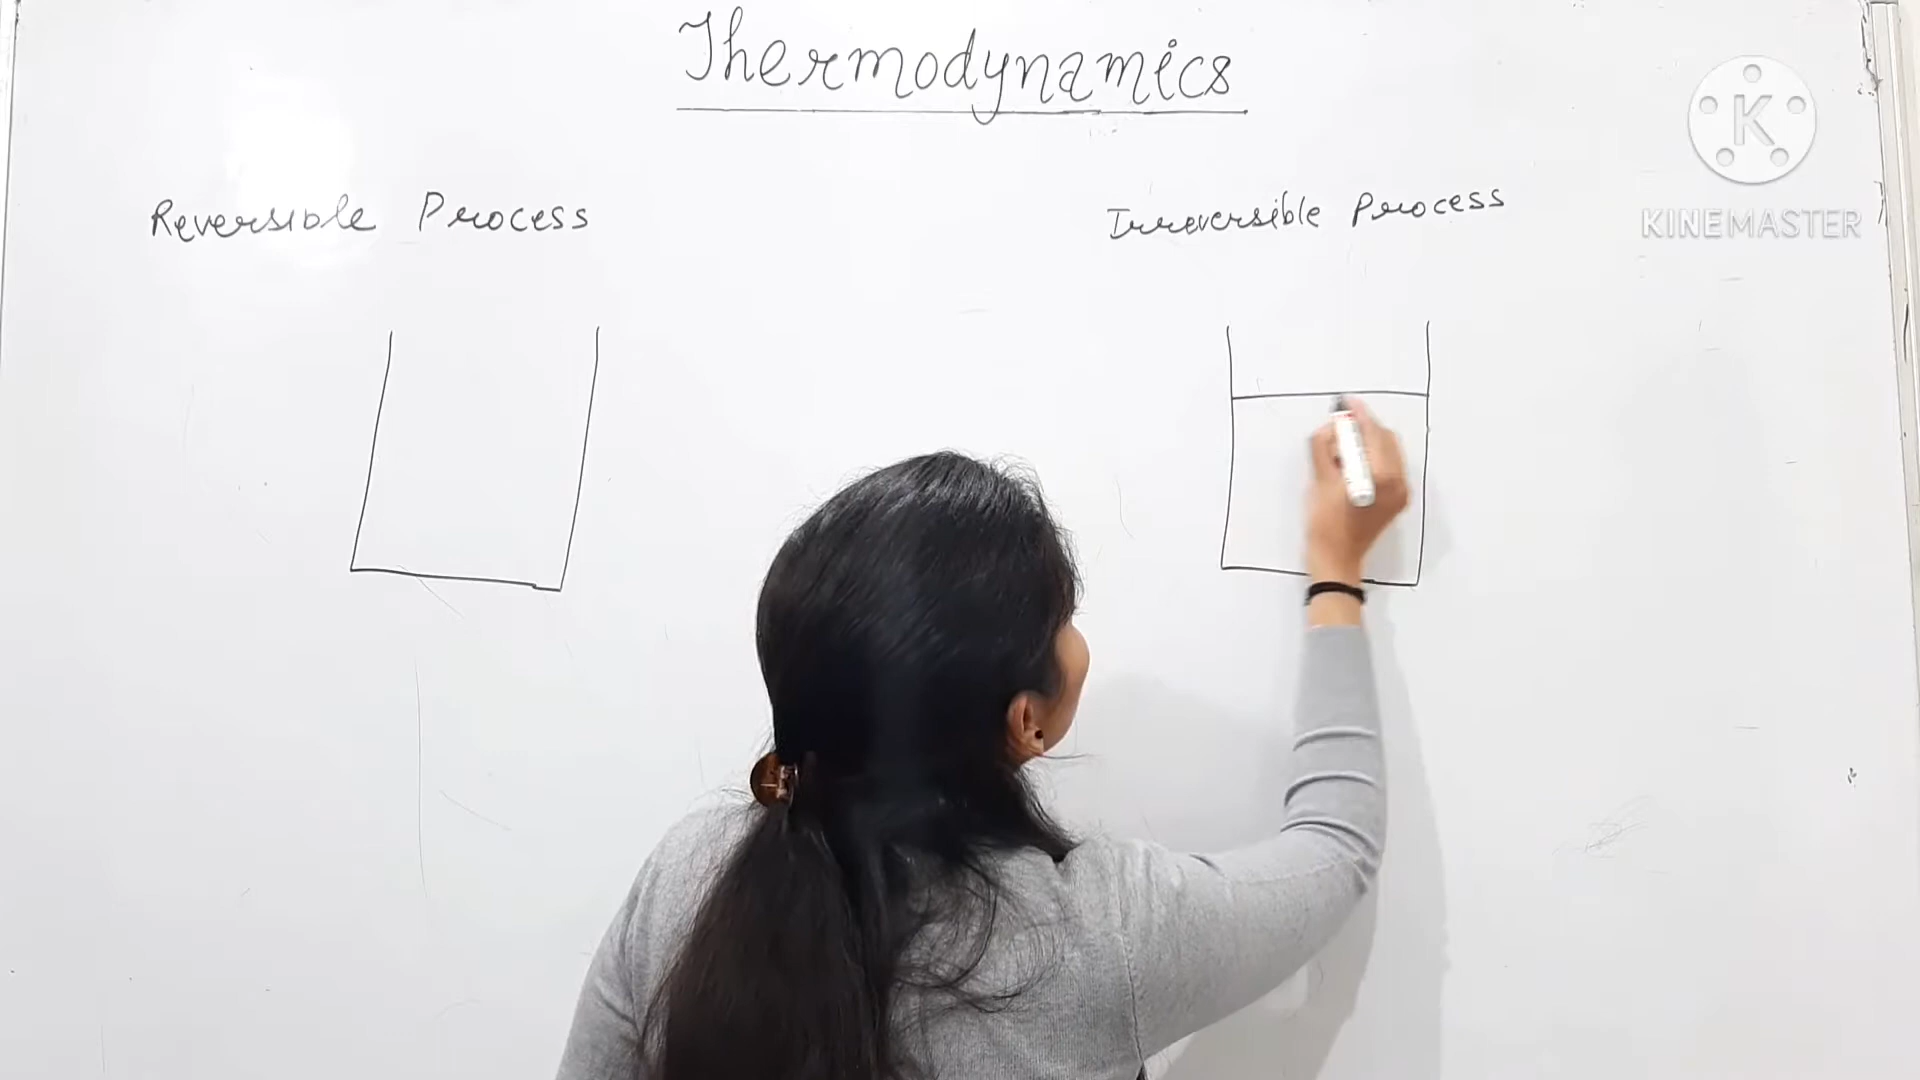 Thermodynamics
Reversible Process
Irreversible Process
K
KINEMASTER